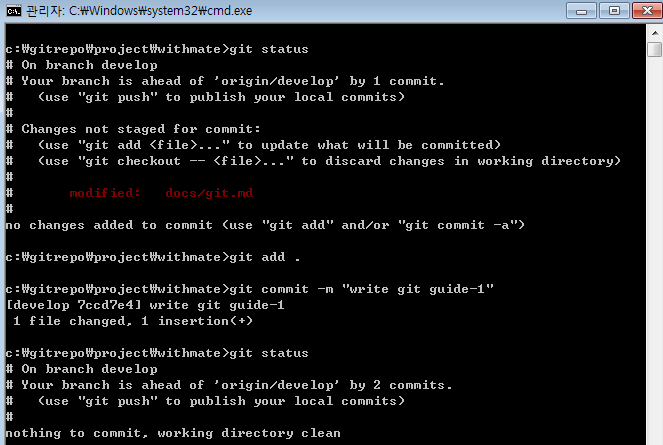 관리자: C:₩Windows₩system32₩cmd.exe
c:₩gitrepo₩project₩withmate>git status
# On branch develop
# Your branch is ahead of 'origin/develop' by 1 commit.
#   (use "git push" to publish your local commits)
#
# Changes not staged for commit:
#   (use "git add <file>..." to update what will be committed)
#   (use "git checkout -- <file>..." to discard changes in working directory)
#
#       modified:   docs/git.md
#
no changes added to commit (use "git add" and/or "git commit -a")
c:₩gitrepo₩project₩withmate>git add .
c:₩gitrepo₩project₩withmate>git commit -m "write git guide-1"
[develop 7ccd7e4] write git guide-1
 1 file changed, 1 insertion(+)
c:₩gitrepo₩project₩withmate>git status
# On branch develop
# Your branch is ahead of 'origin/develop' by 2 commits.
#   (use "git push" to publish your local commits)
#
nothing to commit, working directory clean